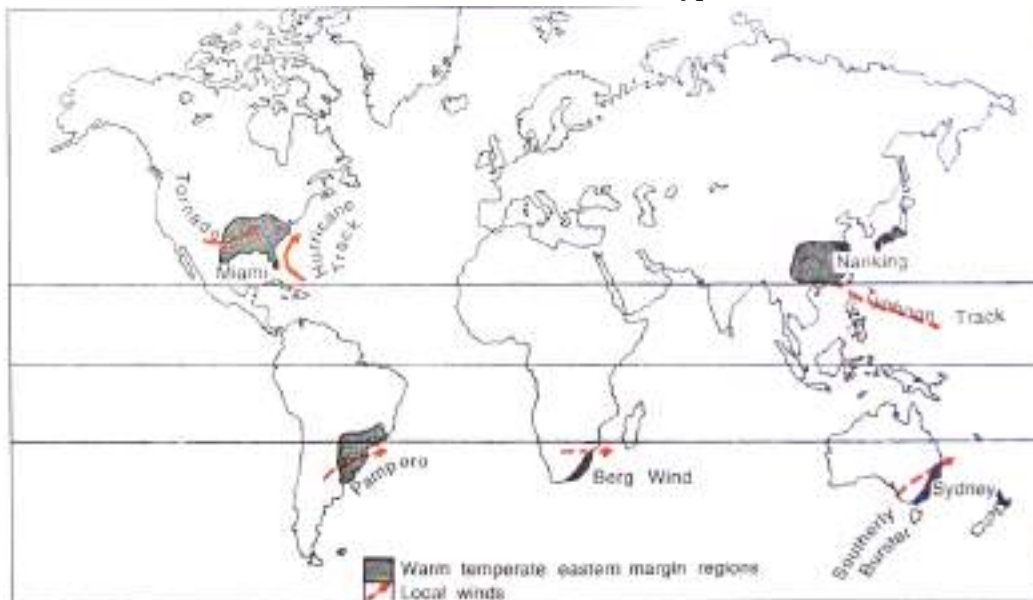 Tornado
Hurricane
Track
Miami
Nanking
Typhoon Track
Pampero
Berg Wind
Sydney
Southerly
Burster
Warm temperate eastern margin regions
Local winds